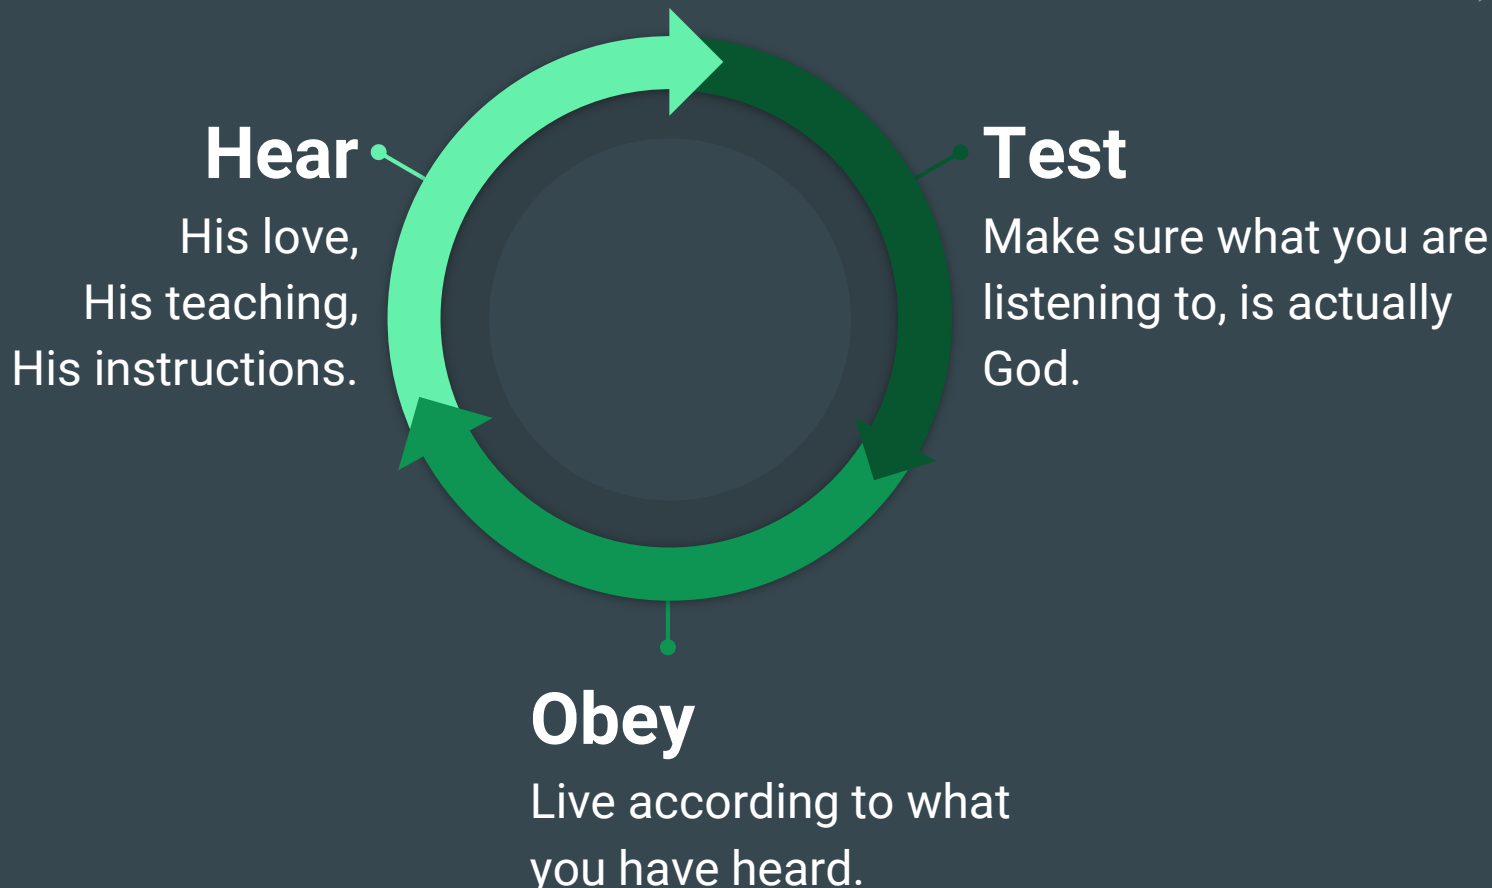 Hear
His love,
His teaching,
His instructions.
Test
Make sure what you are
listening to, is actually
God.
Obey
Live according to what
you have heard.